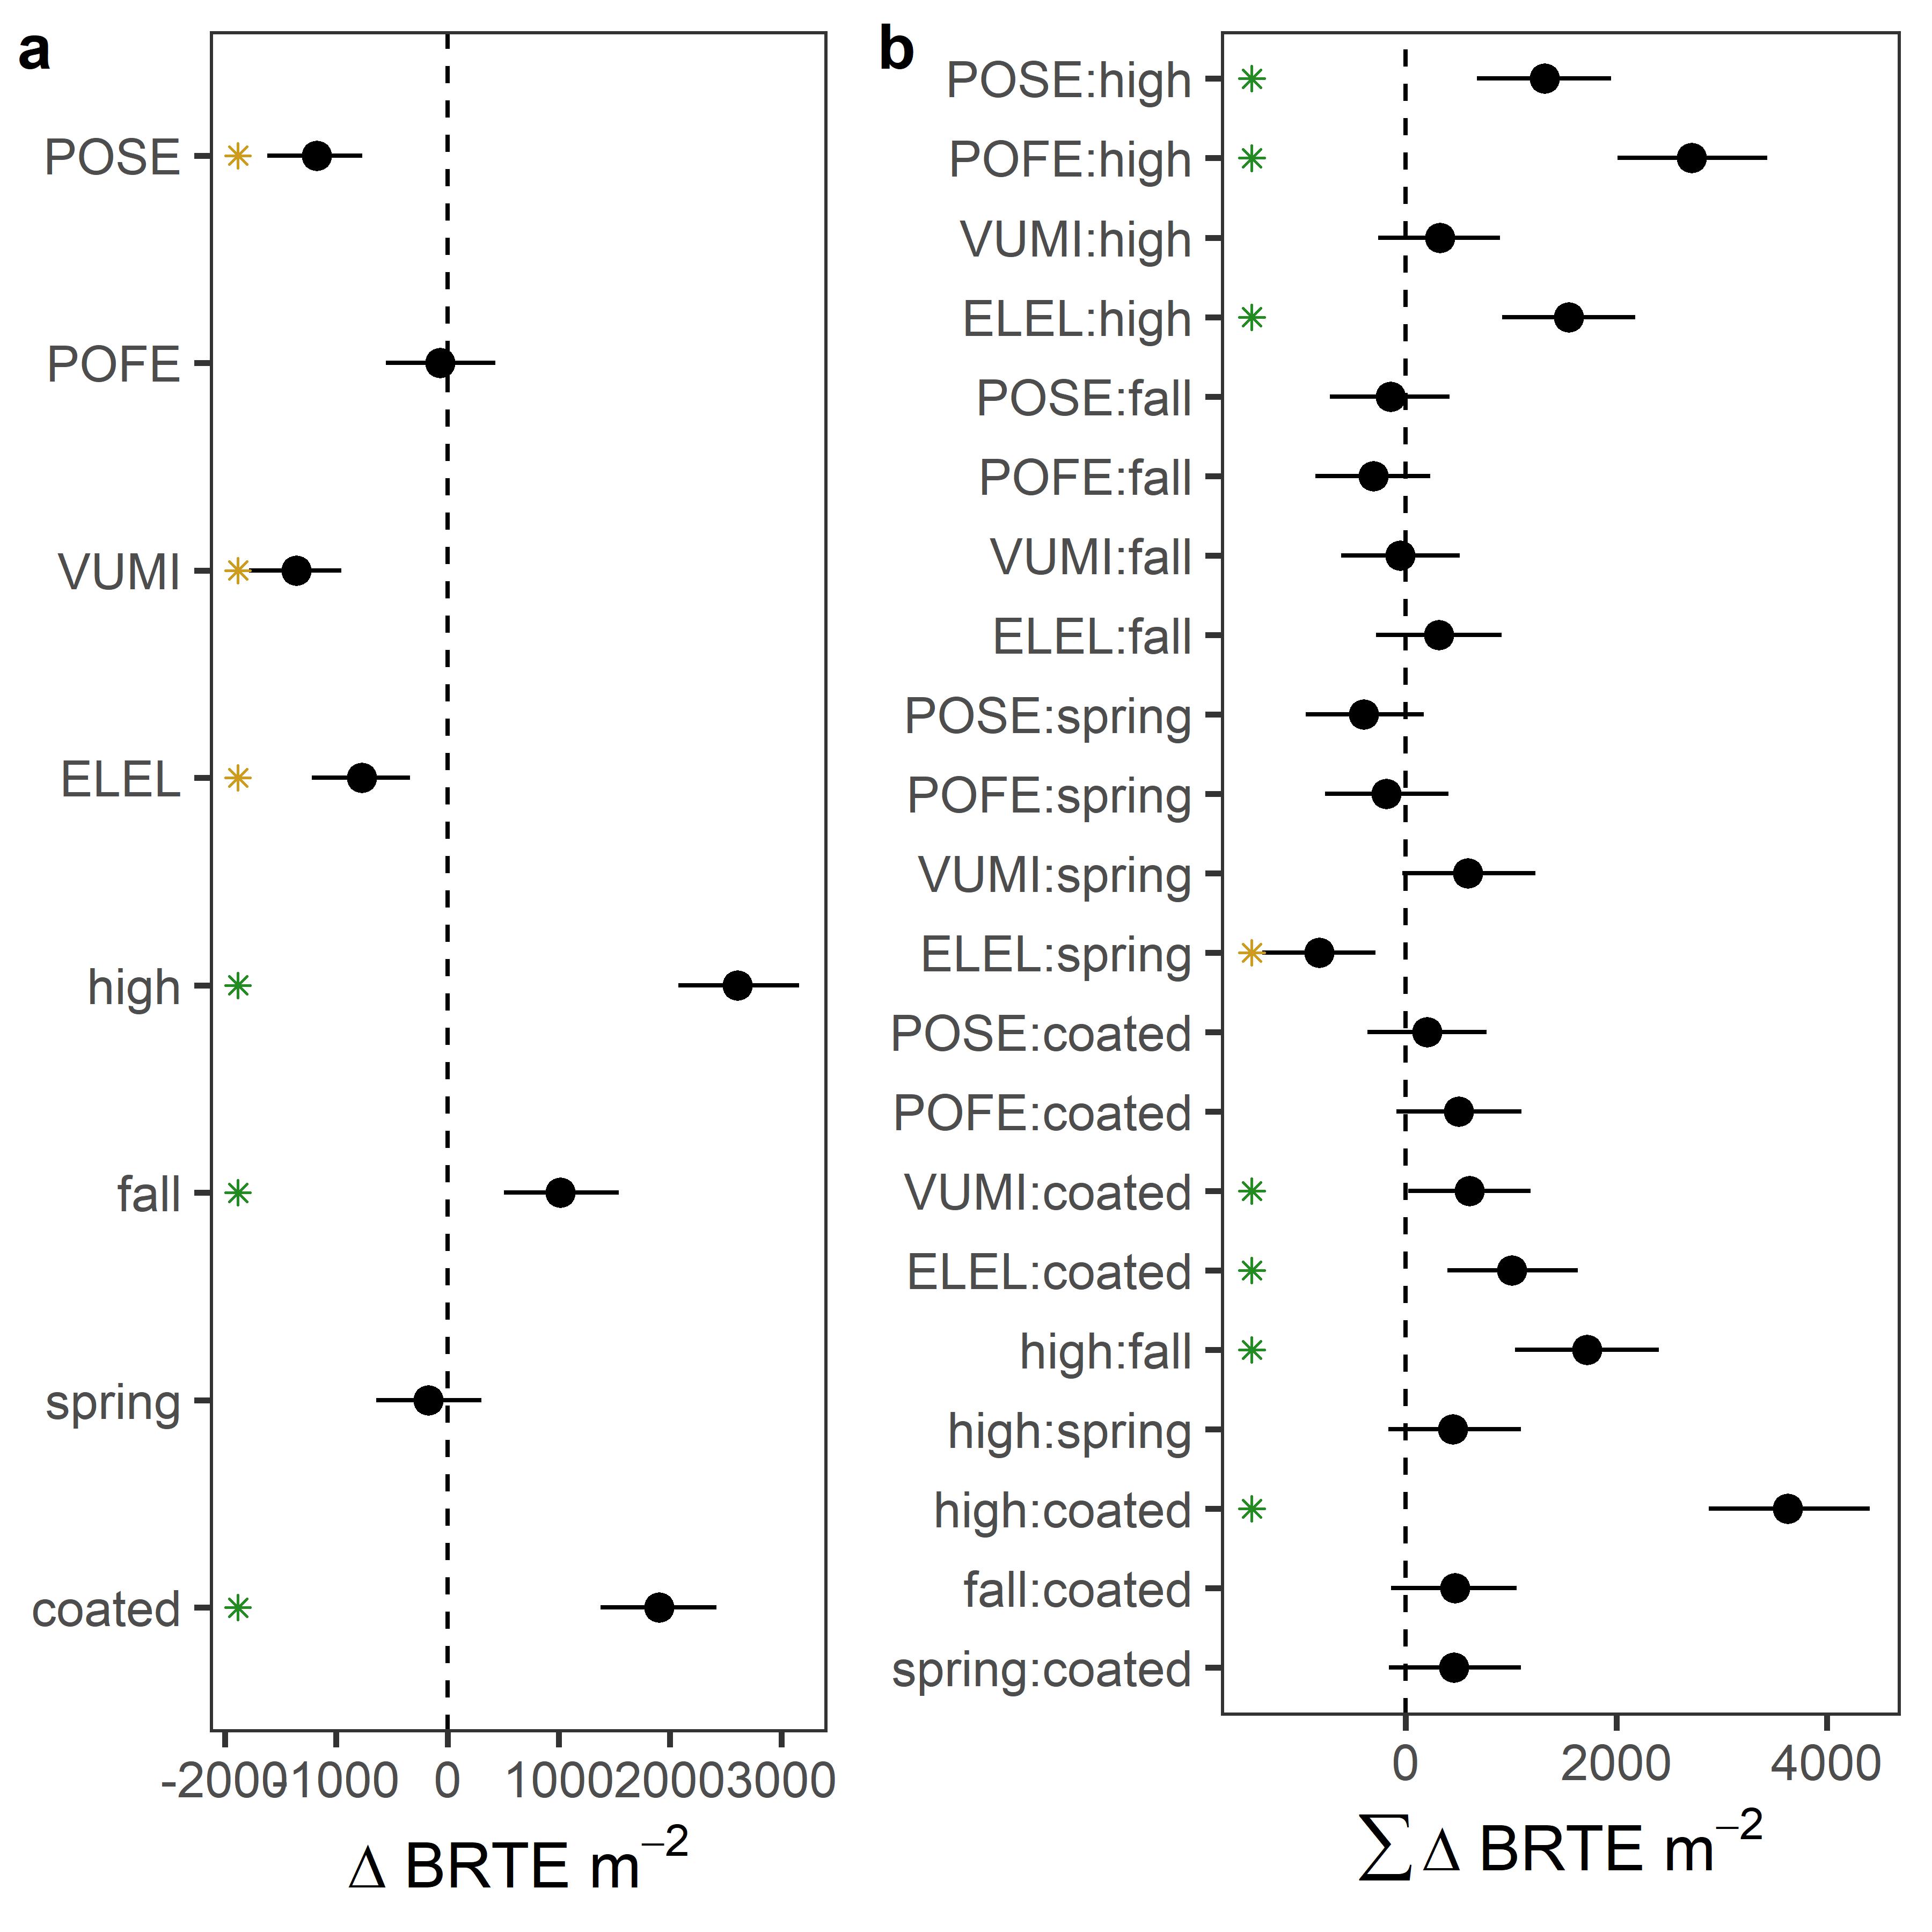 a
POSE
POFE
VUMI
ELEL
high
fall
spring
coated
-2000 -1000 0 1000 2000 3000
Δ BRTE m⁻²
b
POSE:high
POFE:high
VUMI:high
ELEL:high
POSE:fall
POFE:fall
VUMI:fall
ELEL:fall
POSE:spring
POFE:spring
VUMI:spring
ELEL:spring
POSE:coated
POFE:coated
VUMI:coated
ELEL:coated
high:fall
high:spring
high:coated
fall:coated
spring:coated
0 2000 4000
∑Δ BRTE m⁻²